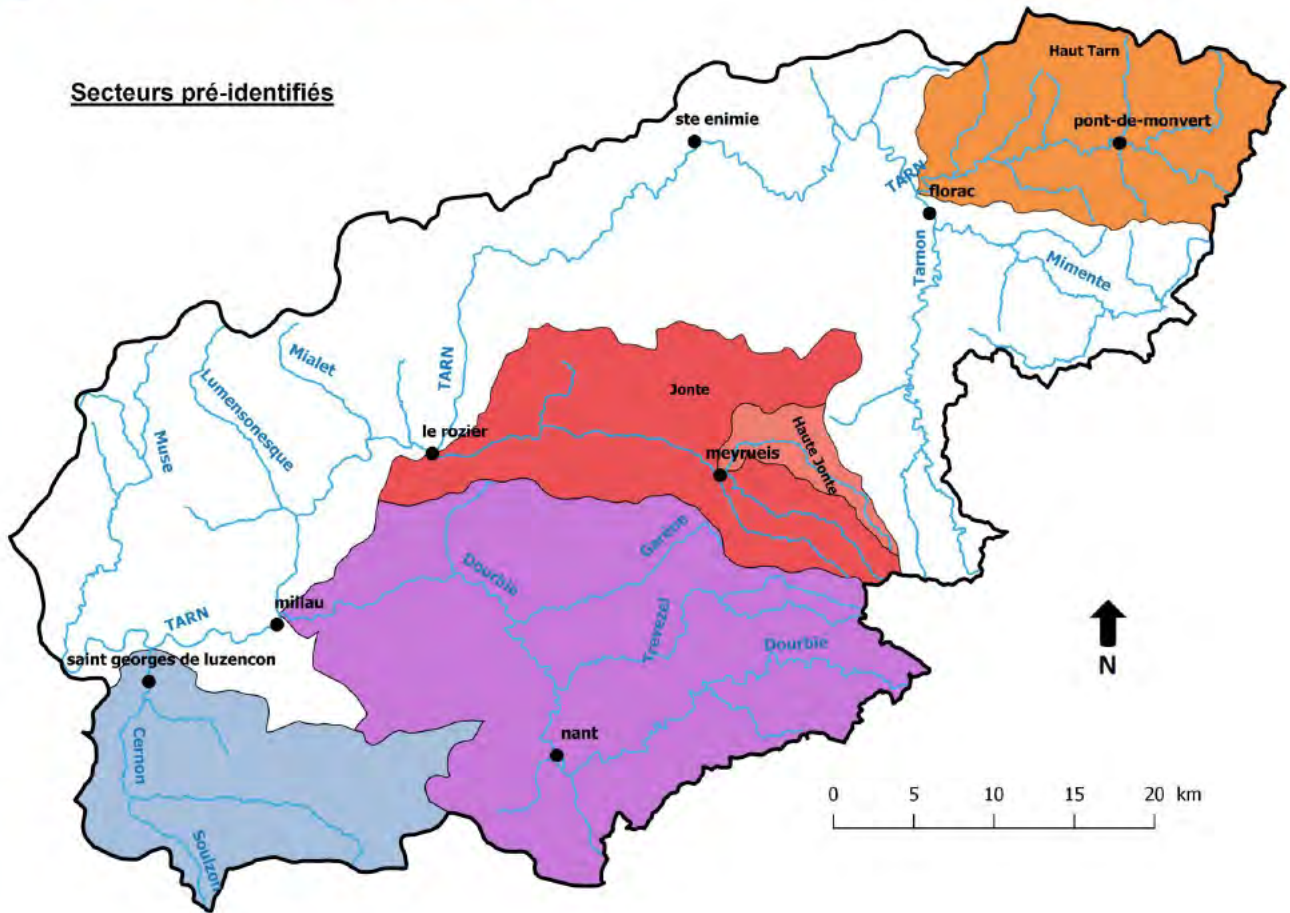 Secteurs pré-identifiés
Haut Tarn
ste enimie
pont-de-monvert
TARN
florac
Tarnon
Mimente
Mialet
TARN
Lumensonesque
Muse
Jonte
le rozier
Haute Jonte
meyrueis
Garene
Dourbie
millau
TARN
Trevezel
Dourbie
saint georges de luzencon
N
Cernon
nant
0 5 10 15 20 km
Soulzon